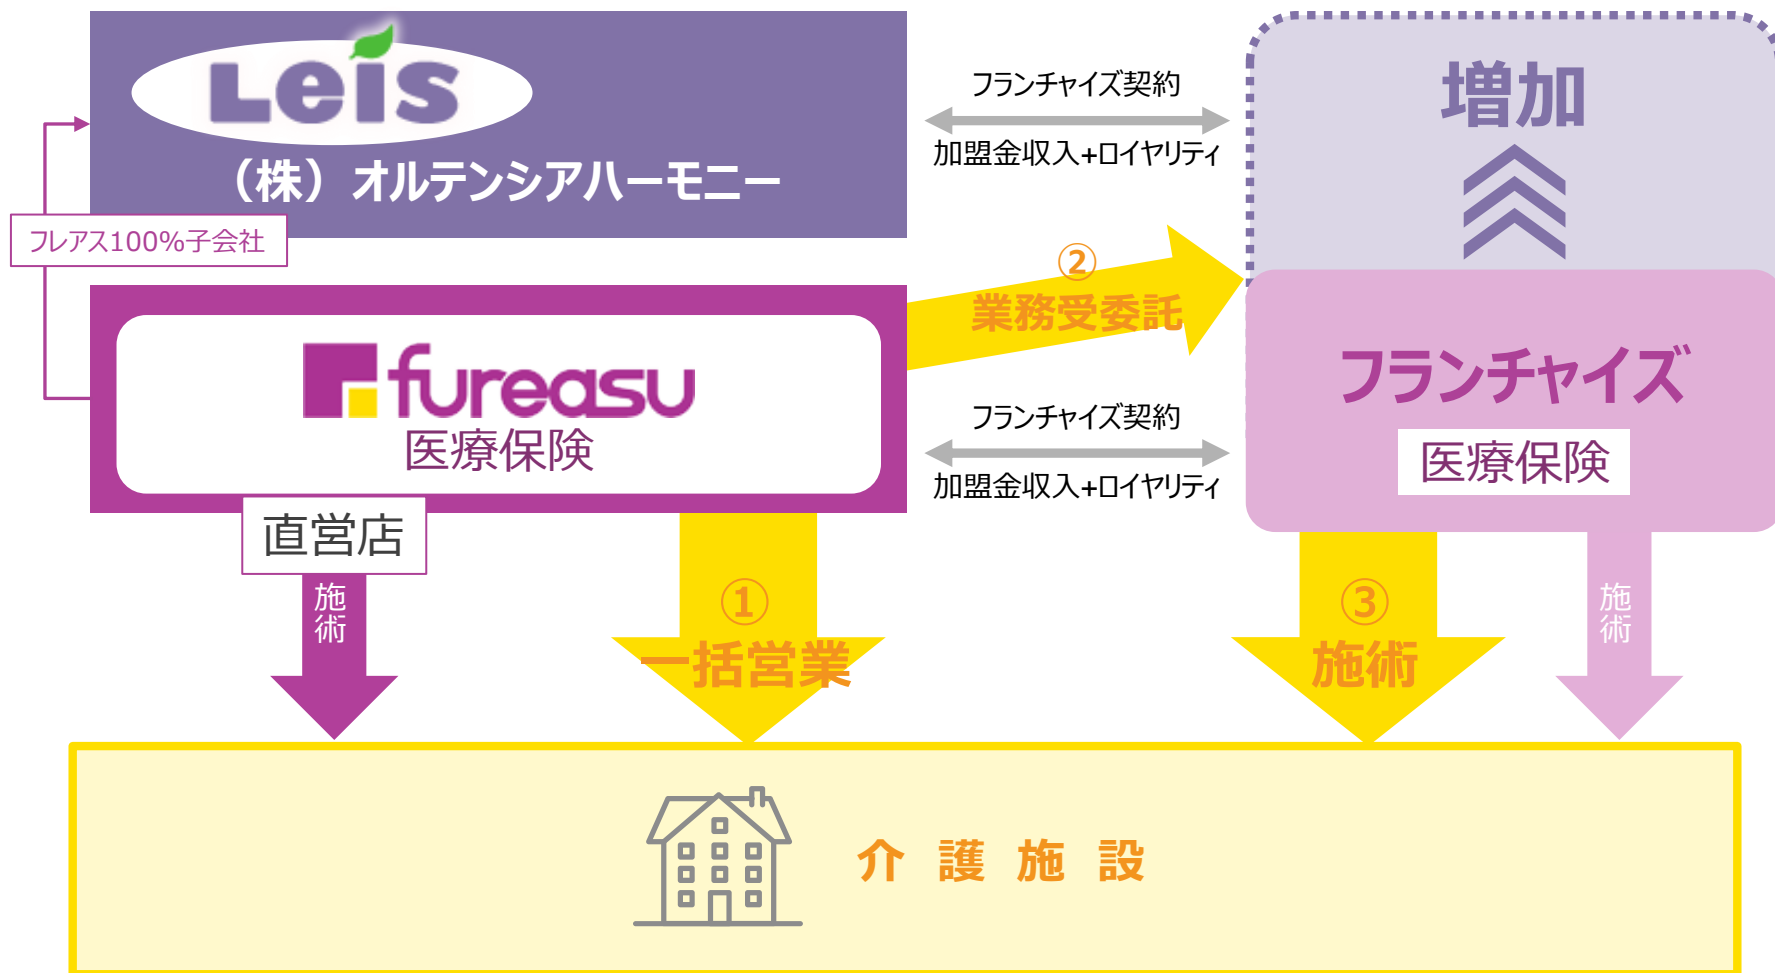 Leis
（株）オルテンシアハーモニー
フランチャイズ契約
加盟金収入+ロイヤリティ
増加
フレアス100%子会社
②
業務受委託
fureasu
医療保険
フランチャイズ契約
加盟金収入+ロイヤリティ
フランチャイズ
医療保険
直営店
施術
①
一括営業
③
施術
施術
介護施設